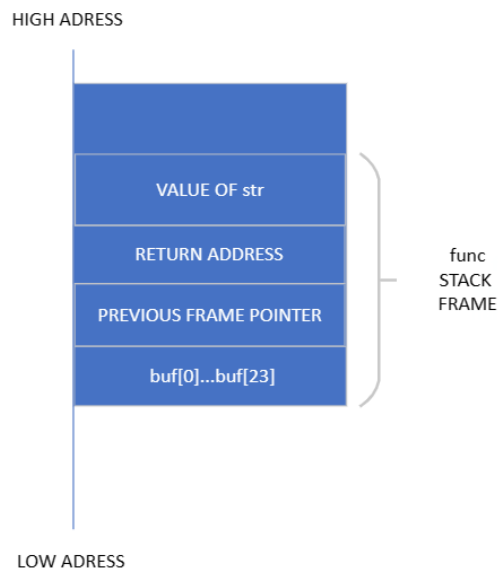 HIGH ADRESS
VALUE OF str
RETURN ADDRESS
PREVIOUS FRAME POINTER
buf[0]...buf[23]
func
STACK
FRAME
LOW ADRESS